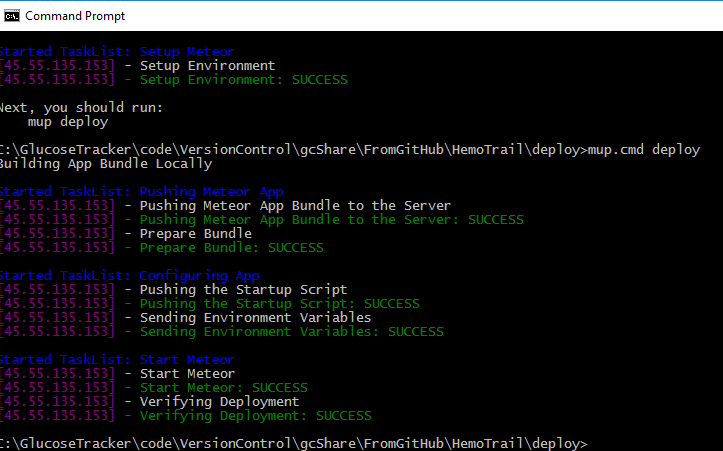 Command Prompt
Started TaskList: Setup Meteor
[45.55.135.153] - Setup Environment
[45.55.135.153] - Setup Environment: SUCCESS
Next, you should run:
mup deploy
C:\GlucoseTracker\code\VersionControl\gcShare\FromGitHub\HemoTrail\deploy>mup.cmd deploy
Building App Bundle Locally
Started TaskList: Pushing Meteor App
[45.55.135.153] - Pushing Meteor App Bundle to the Server
[45.55.135.153] - Pushing Meteor App Bundle to the Server: SUCCESS
[45.55.135.153] - Prepare Bundle
[45.55.135.153] - Prepare Bundle: SUCCESS
Started TaskList: Configuring App
[45.55.135.153] - Pushing the Startup Script
[45.55.135.153] - Pushing the Startup Script: SUCCESS
[45.55.135.153] - Sending Environment Variables
[45.55.135.153] - Sending Environment Variables: SUCCESS
Started TaskList: Start Meteor
[45.55.135.153] - Start Meteor
[45.55.135.153] - Start Meteor: SUCCESS
[45.55.135.153] - Verifying Deployment
[45.55.135.153] - Verifying Deployment: SUCCESS
C:\GlucoseTracker\code\VersionControl\gcShare\FromGitHub\HemoTrail\deploy>